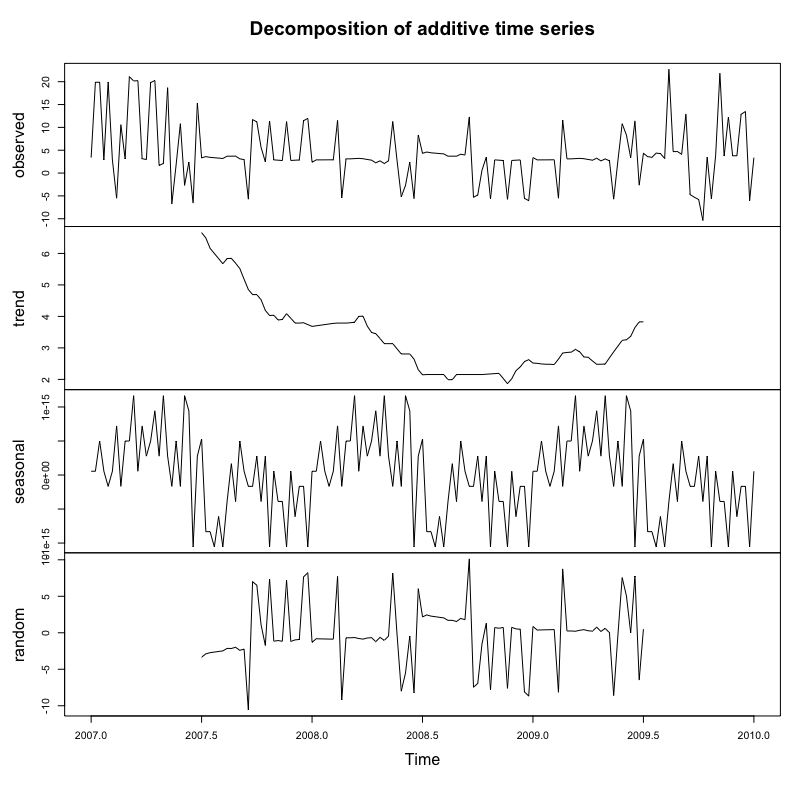 Decomposition of additive time series
observed
-10 -5 0 5 10 15 20
trend
2 3 4 5 6
seasonal
-1e-15 0e+00 1e-15
random
-10 -5 0 5 10
2007.0 2007.5 2008.0 2008.5 2009.0 2009.5 2010.0
Time